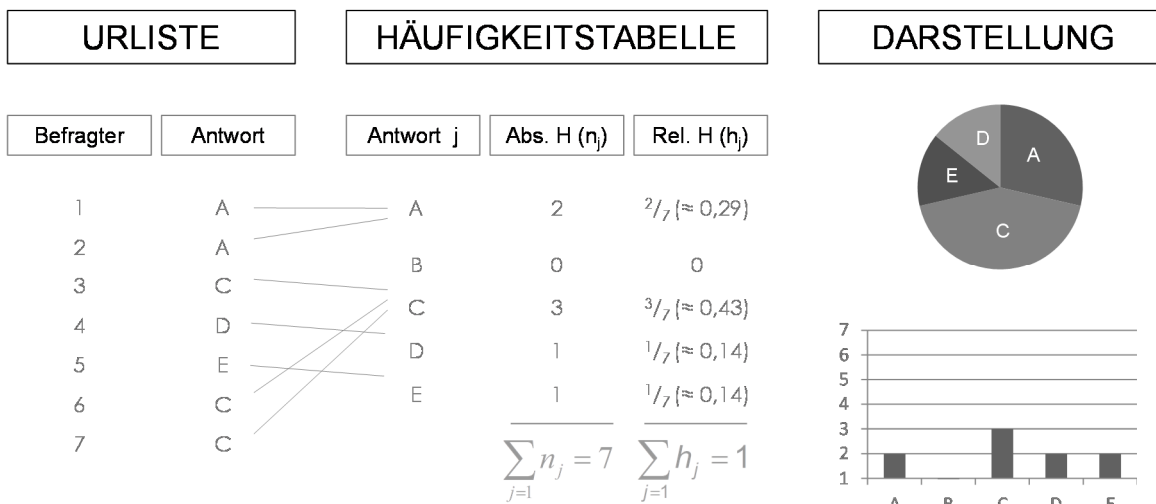 URLISTE
HÄUFIGKEITSTABELLE
DARSTELLUNG
Befragter Antwort
Antwort j Abs. H (nj) Rel. H (hj)
1 A
2 A
3 C
4 D
5 E
6 C
7 C
A 2 2/7 (≈ 0,29)
B 0 0
C 3 3/7 (≈ 0,43)
D 1 1/7 (≈ 0,14)
E 1 1/7 (≈ 0,14)
∑ nj = 7 ∑ hj = 1
j=1 j=1
D
A
E
C
7
6
5
4
3
2
1
A B C D E